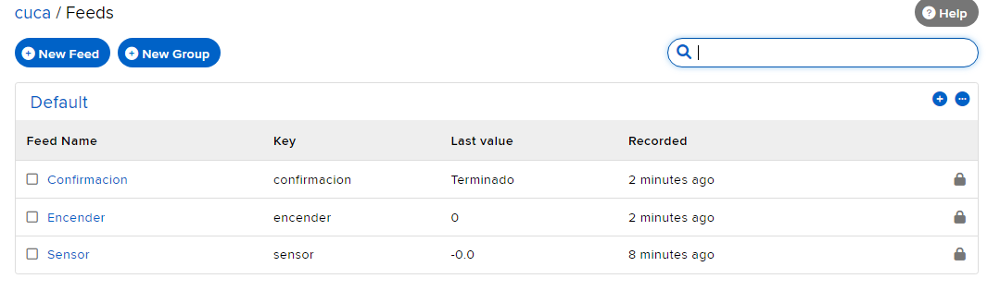 cuca / Feeds
Help
New Feed
New Group
Default
Feed Name Key Last value Recorded
Confirmacion confirmacion Terminado 2 minutes ago
Encender encender 0 2 minutes ago
Sensor sensor -0.0 8 minutes ago